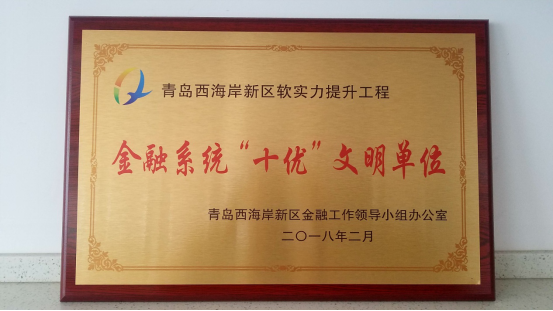 青岛西海岸新区软实力提升工程
金融系统“十优”文明单位
青岛西海岸新区金融工作领导小组办公室
二〇一八年二月